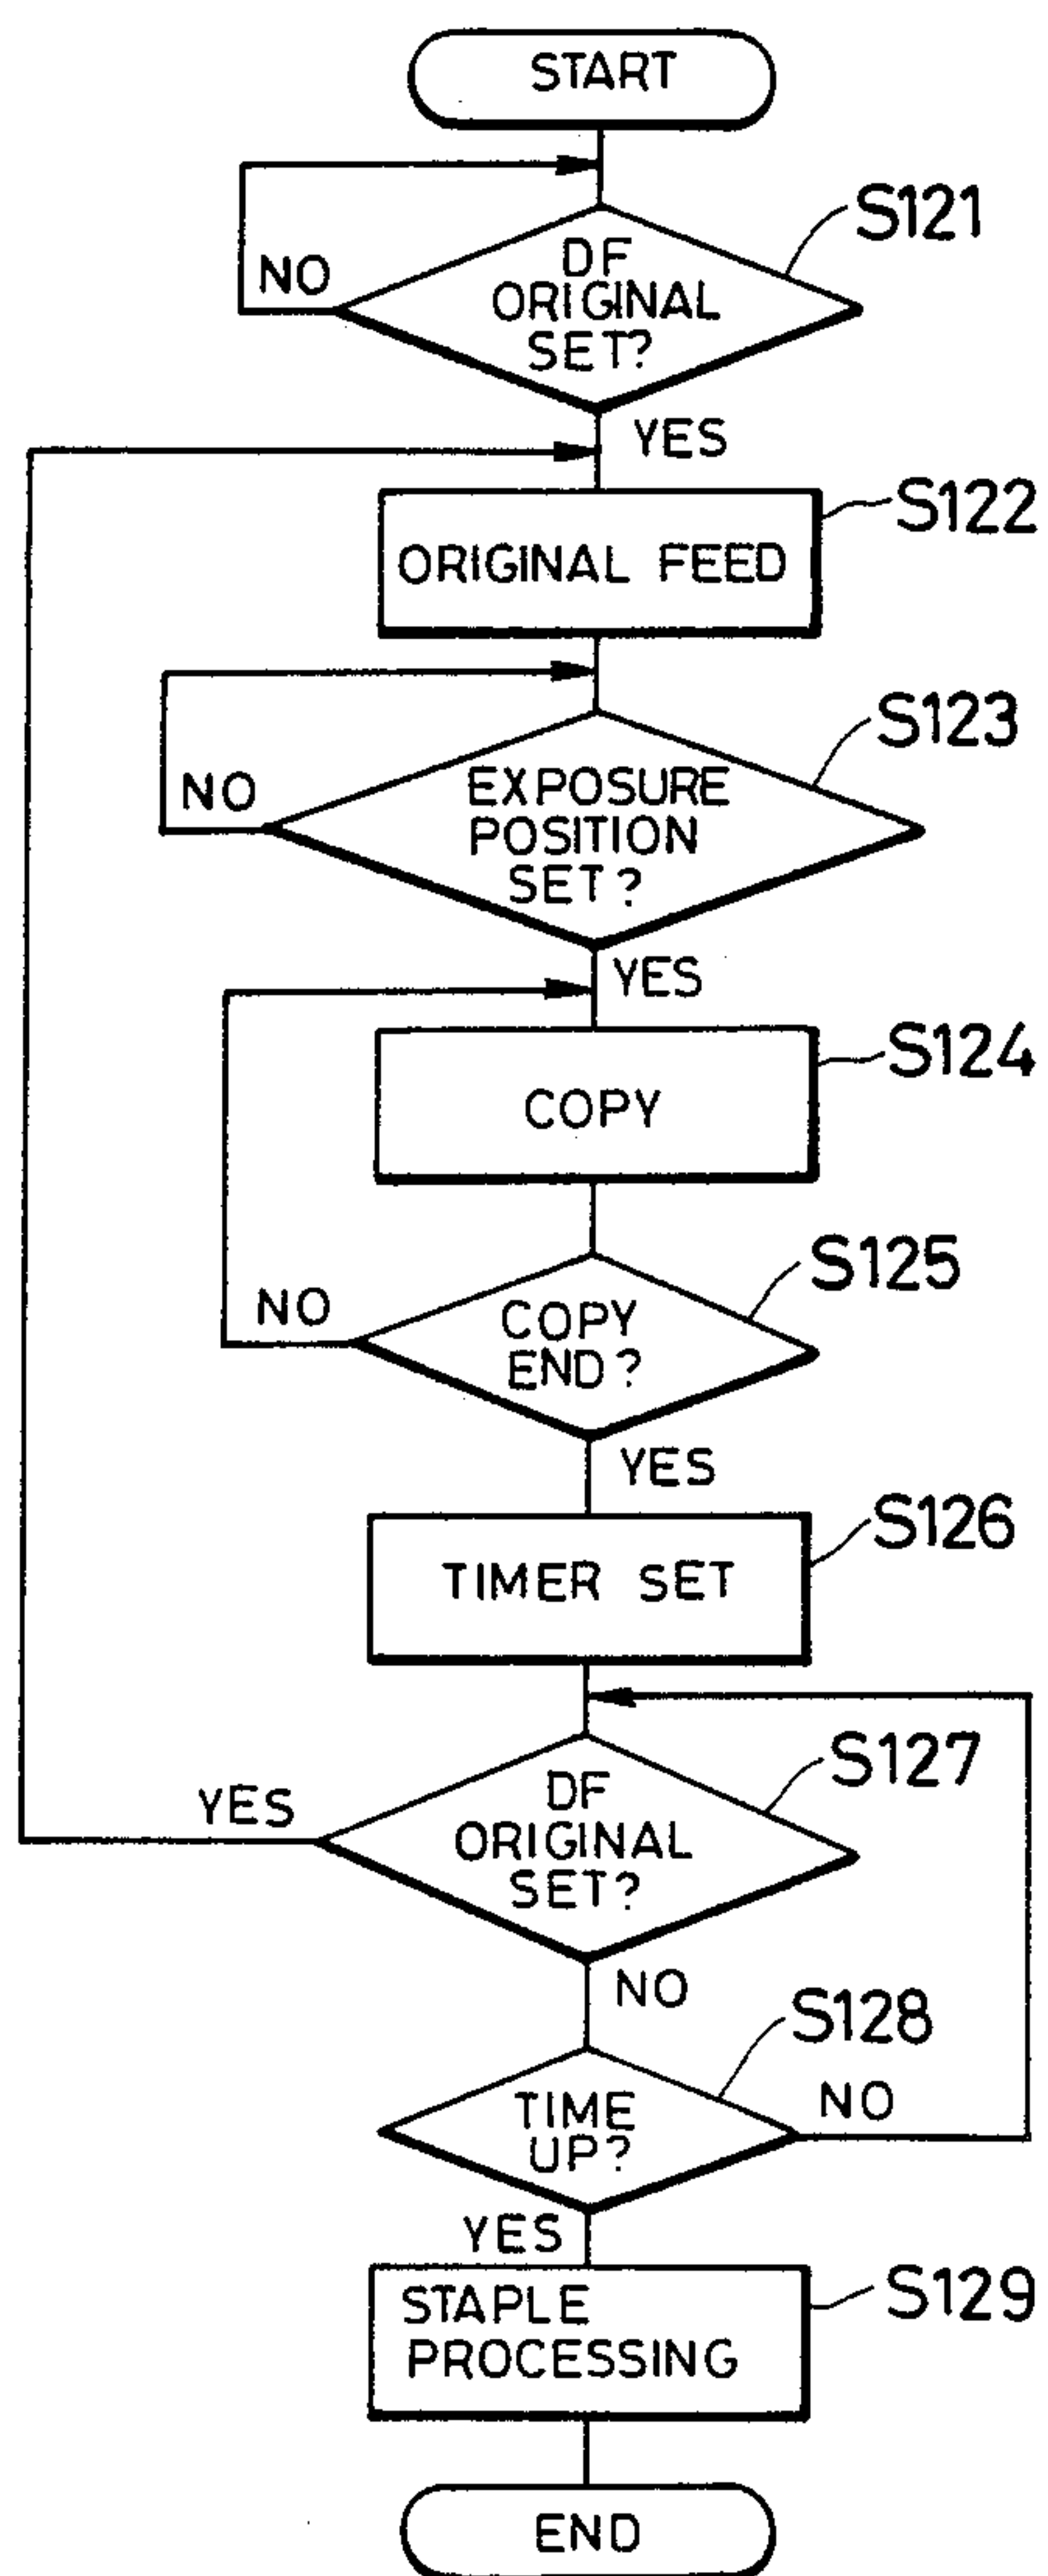 START
S121
DF
ORIGINAL
SET?
NO
YES
S122
ORIGINAL FEED
S123
EXPOSURE
POSITION
SET?
NO
YES
S124
COPY
S125
COPY
END?
NO
YES
S126
TIMER SET
S127
DF
ORIGINAL
SET?
YES
NO
S128
TIME
UP?
NO
YES
S129
STAPLE
PROCESSING
END